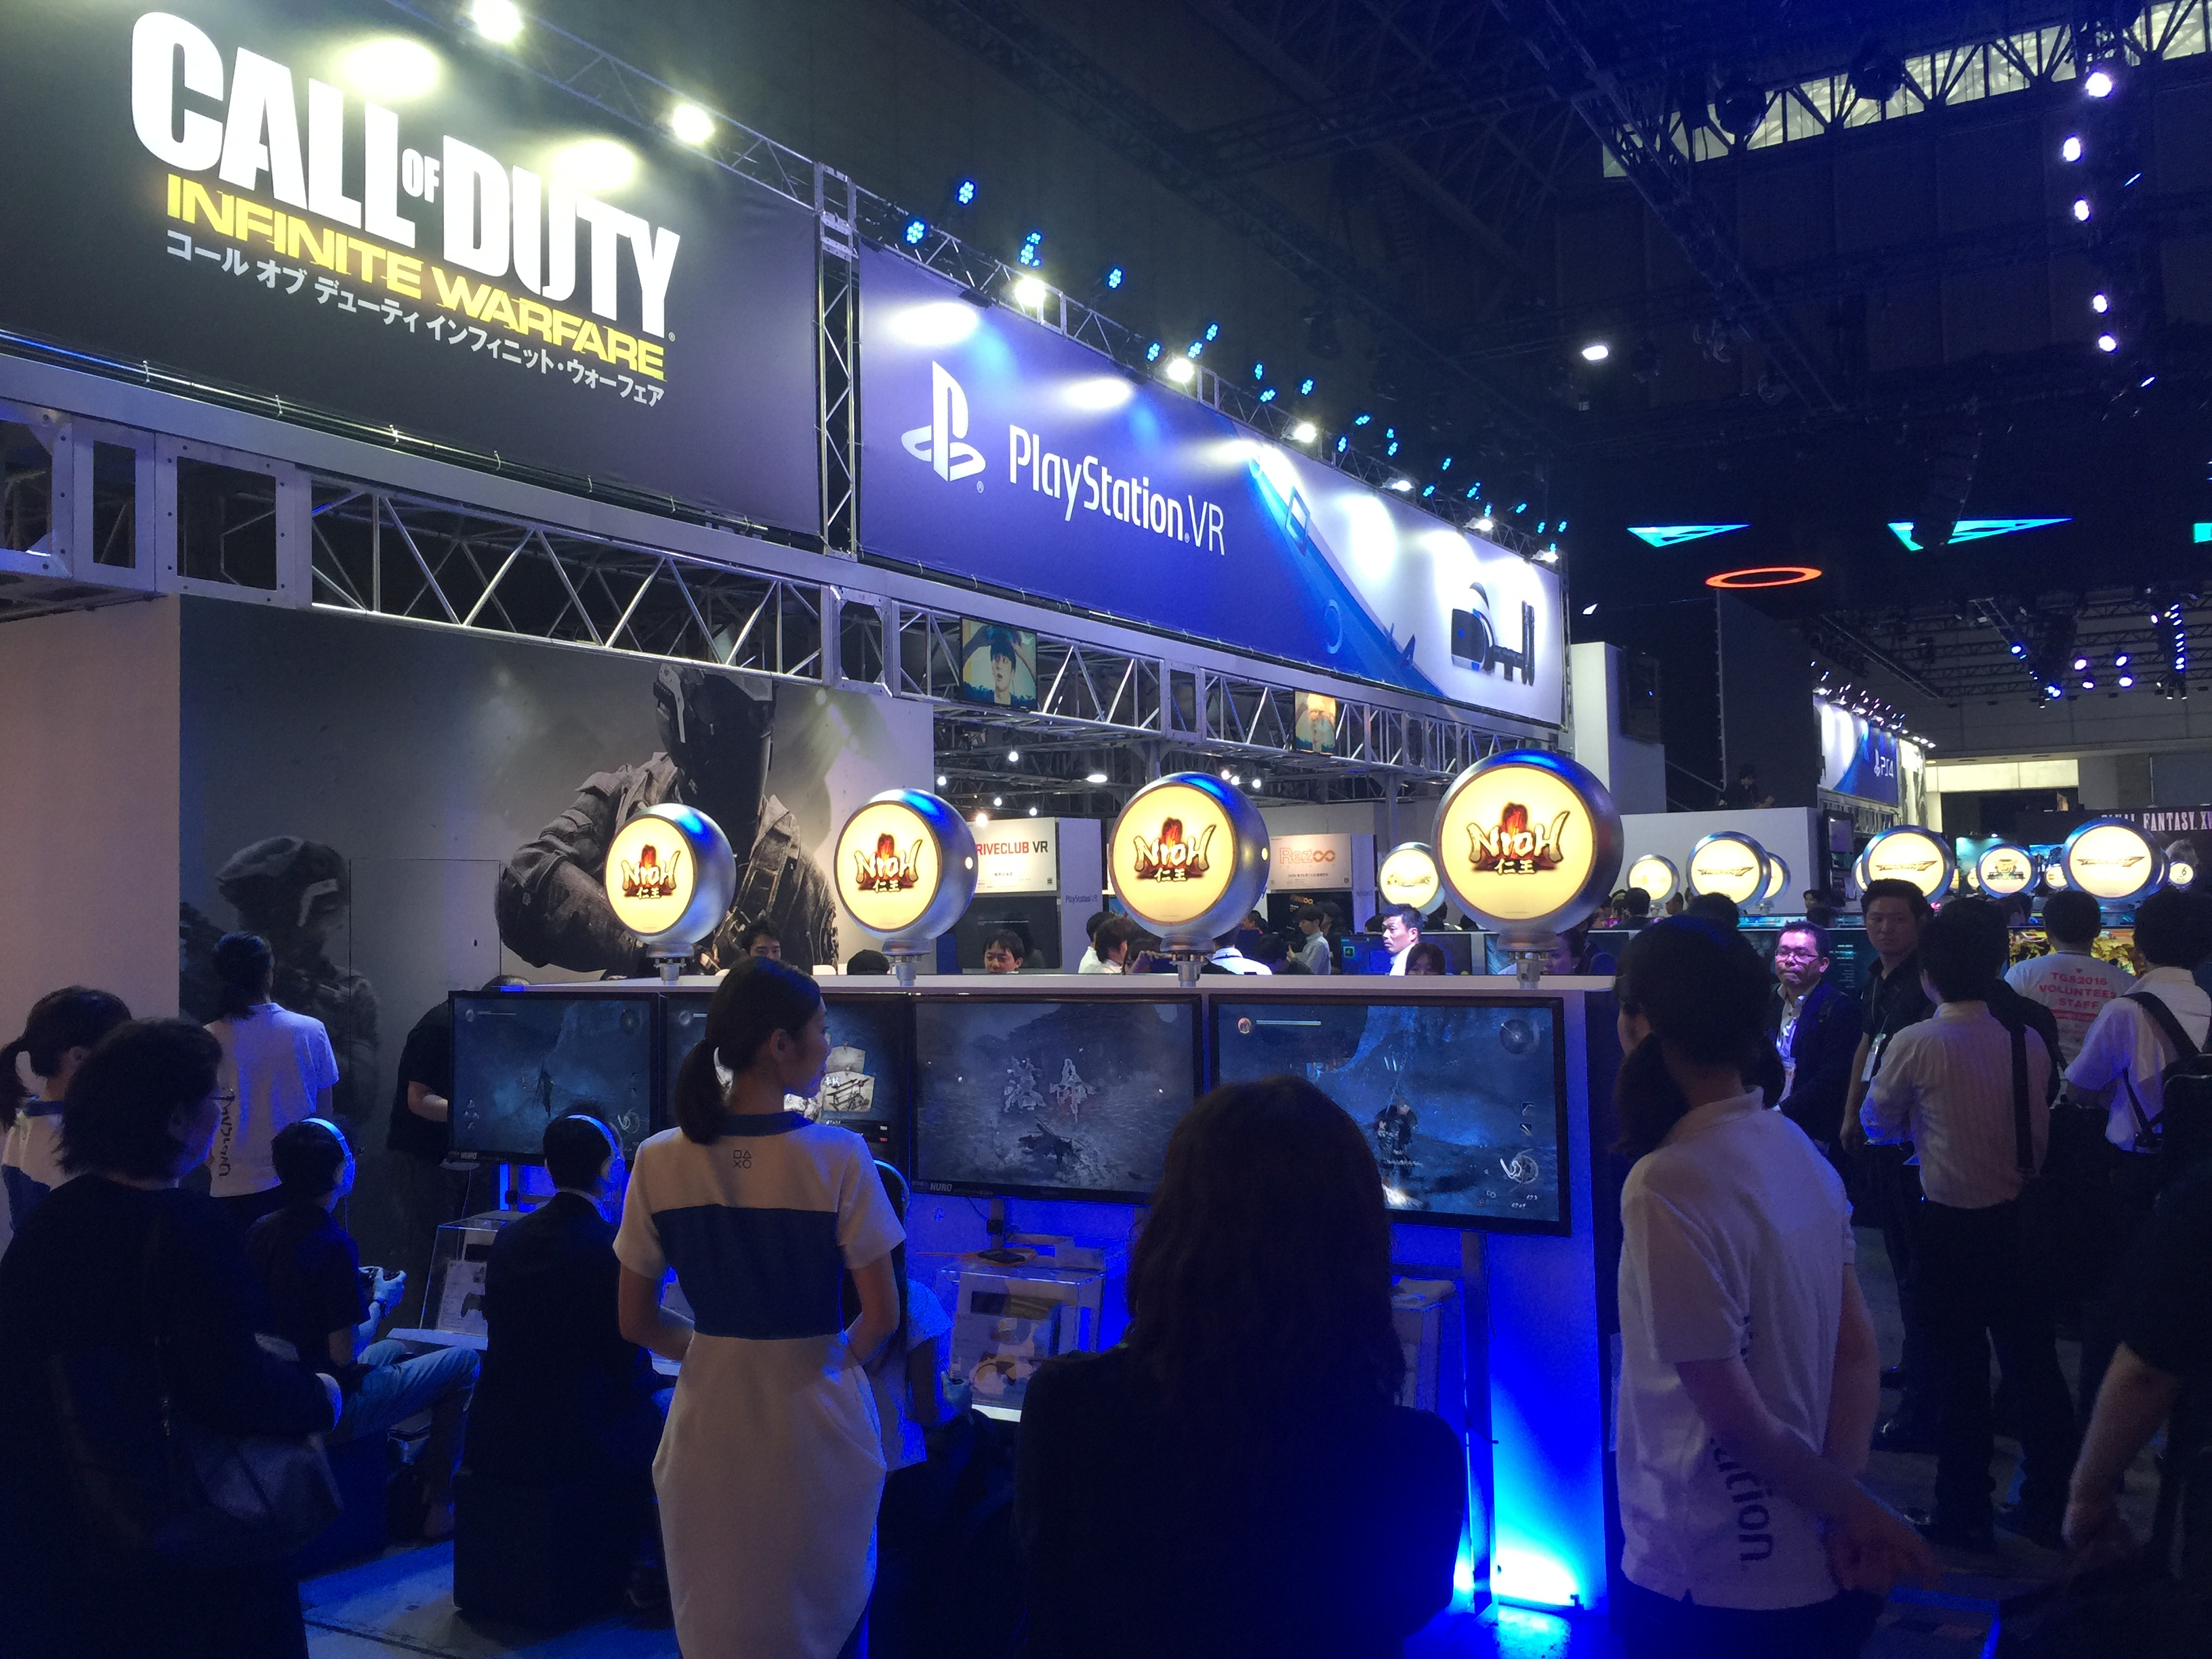 CALL OF DUTY
INFINITE WARFARE
コール オブ デューティ インフィニット・ウォーフェア
PlayStation®VR
PS4
FINAL FANTASY XV
NIOH
仁王
NIOH
仁王
NIOH
仁王
NIOH
仁王
RIVECLUB VR
PlayStation VR
Rez∞
TGS2016
VOLUNTEER
STAFF
NURO
NURO
ation